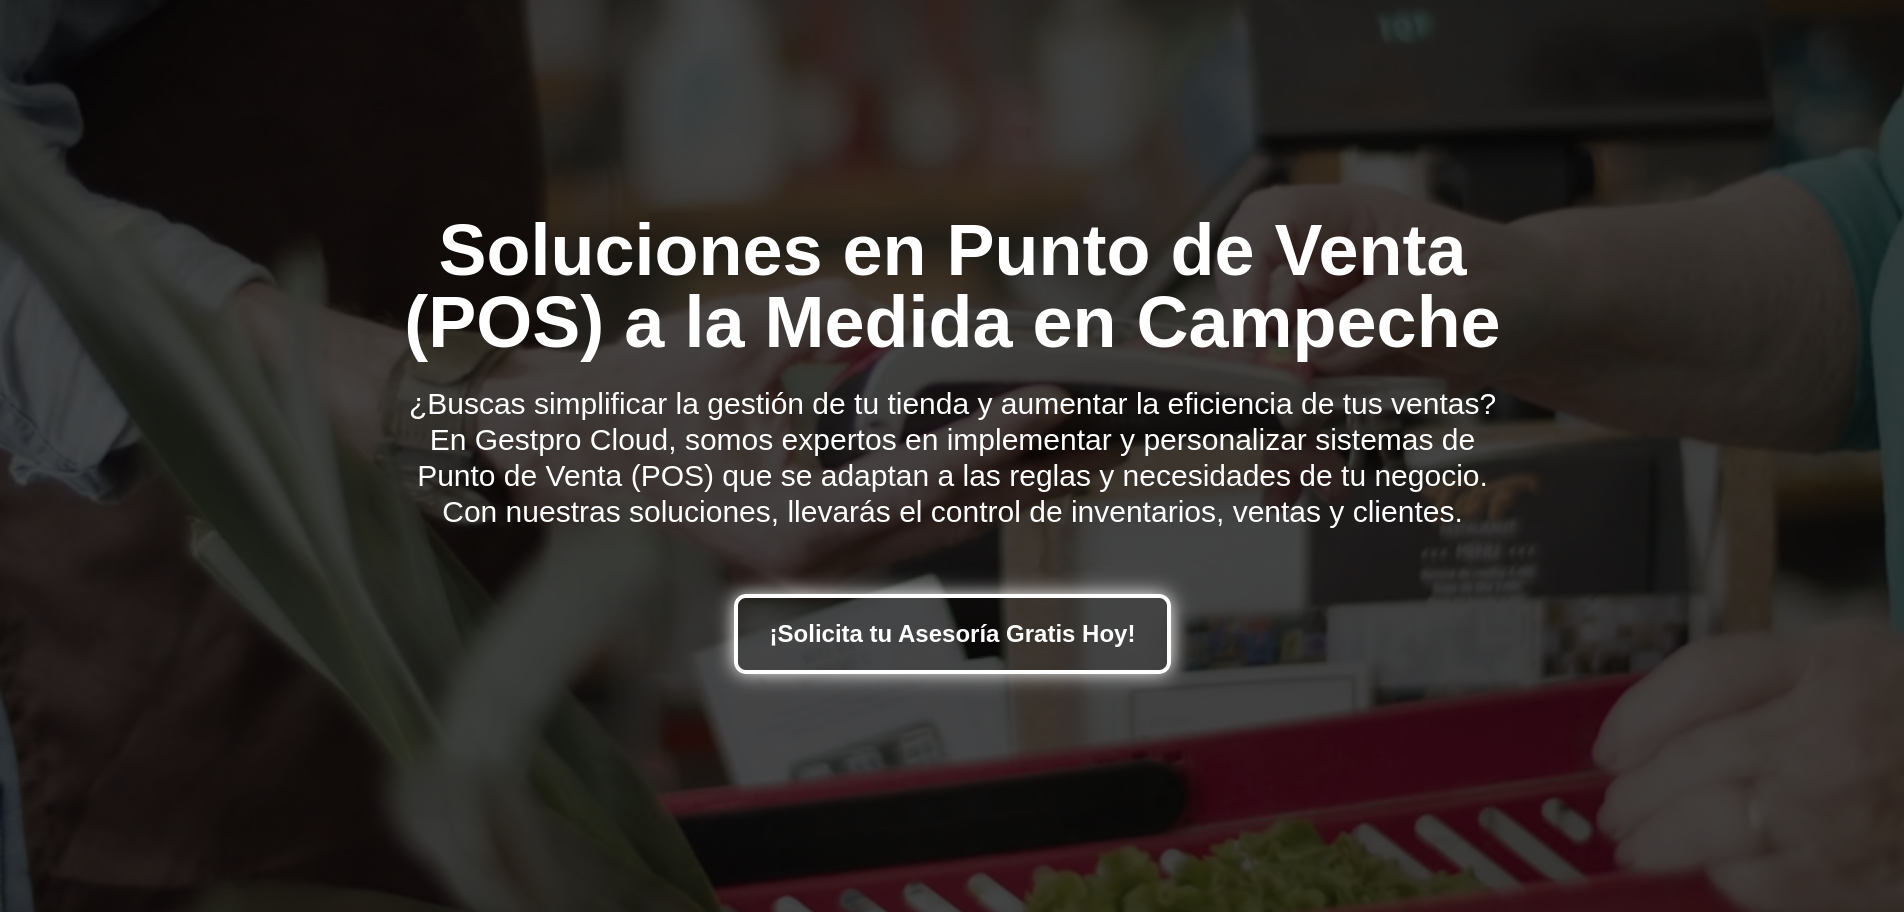 Soluciones en Punto de Venta
(POS) a la Medida en Campeche
¿Buscas simplificar la gestión de tu tienda y aumentar la eficiencia de tus ventas?
En Gestpro Cloud, somos expertos en implementar y personalizar sistemas de
Punto de Venta (POS) que se adaptan a las reglas y necesidades de tu negocio.
Con nuestras soluciones, llevarás el control de inventarios, ventas y clientes.
¡Solicita tu Asesoría Gratis Hoy!